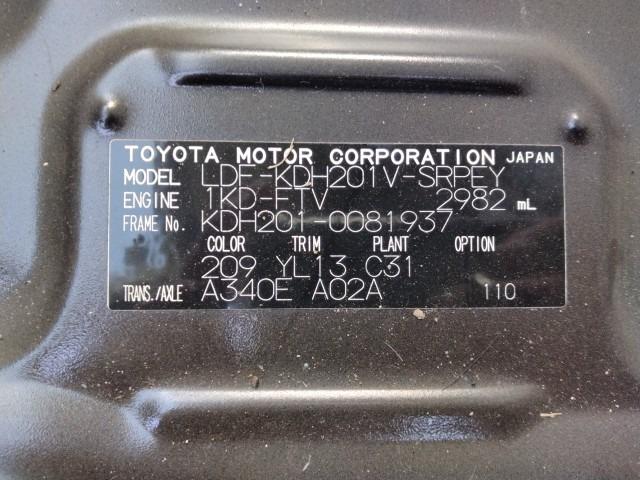 TOYOTA MOTOR CORPORATION JAPAN
MODEL LDF-KDH201V-SRPEY
ENGINE 1KD-FTV 2982 mL
FRAME No. KDH201-0081937
COLOR TRIM PLANT OPTION
209 YL13 C31
TRANS./AXLE A340E A02A 110